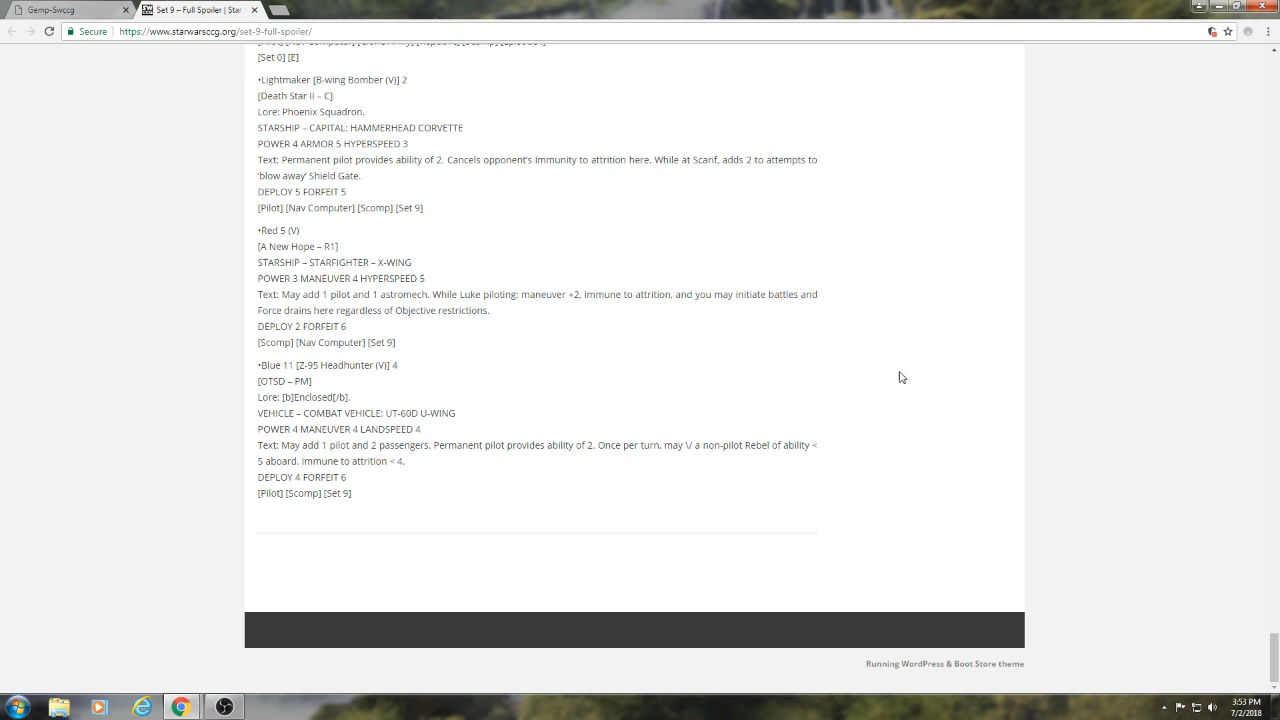 Gemp-Swccg
Set 9 – Full Spoiler | Star
Secure
https://www.starwarsccg.org/set-9-full-spoiler/
[Set 0] [E]
•Lightmaker [B-wing Bomber (V)] 2
[Death Star II – C]
Lore: Phoenix Squadron.
STARSHIP – CAPITAL: HAMMERHEAD CORVETTE
POWER 4 ARMOR 5 HYPERSPEED 3
Text: Permanent pilot provides ability of 2. Cancels opponent's immunity to attrition here. While at Scarif, adds 2 to attempts to
'blow away' Shield Gate.
DEPLOY 5 FORFEIT 5
[Pilot] [Nav Computer] [Scomp] [Set 9]
•Red 5 (V)
[A New Hope – R1]
STARSHIP – STARFIGHTER – X-WING
POWER 3 MANEUVER 4 HYPERSPEED 5
Text: May add 1 pilot and 1 astromech. While Luke piloting: maneuver +2, immune to attrition, and you may initiate battles and
Force drains here regardless of Objective restrictions.
DEPLOY 2 FORFEIT 6
[Scomp] [Nav Computer] [Set 9]
•Blue 11 [Z-95 Headhunter (V)] 4
[OTSD – PM]
Lore: [b]Enclosed[/b].
VEHICLE – COMBAT VEHICLE: UT-60D U-WING
POWER 4 MANEUVER 4 LANDSPEED 4
Text: May add 1 pilot and 2 passengers. Permanent pilot provides ability of 2. Once per turn, may \/ a non-pilot Rebel of ability <
5 aboard. Immune to attrition < 4.
DEPLOY 4 FORFEIT 6
[Pilot] [Scomp] [Set 9]
Running WordPress & Boot Store theme
3:53 PM
7/2/2018